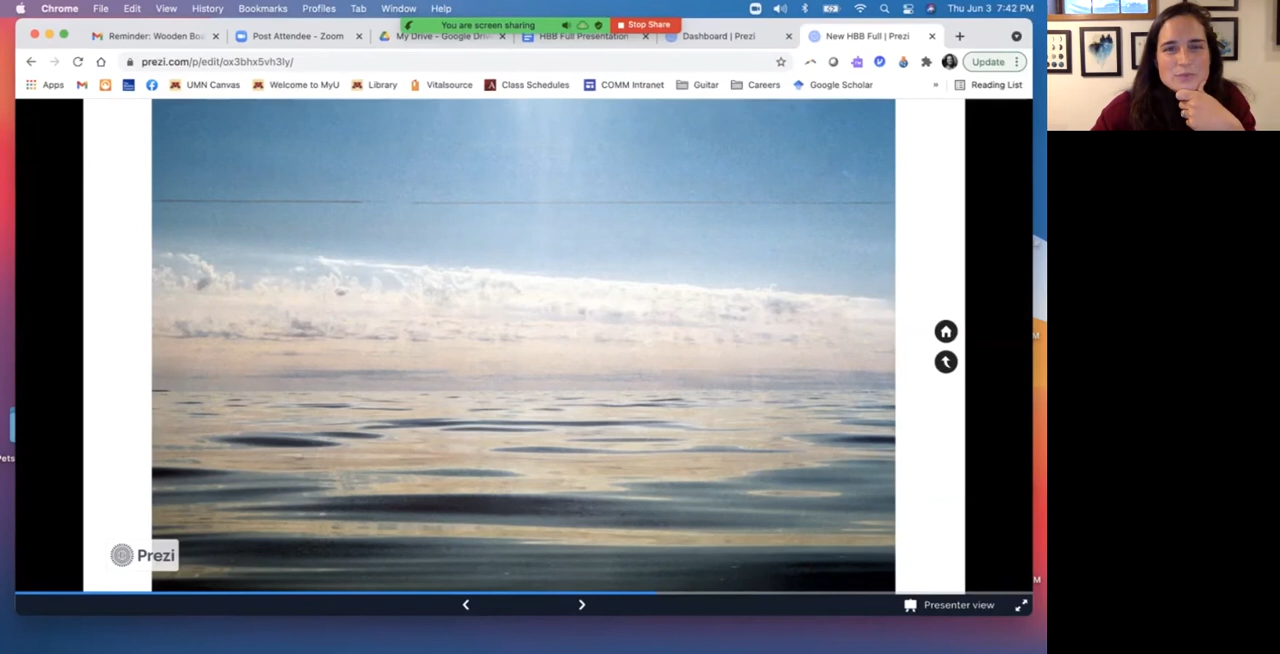 Chrome File Edit View History Bookmarks Profiles Tab Window Help Thu Jun 3 7:42 PM
You are screen sharing Stop Share
Reminder: Wooden Bo Post Attendee - Zoom My Drive - Google Driv HBB Full Presentation Dashboard | Prezi New HBB Full | Prezi
prezi.com/p/edit/ox3bhx5vh3ly/ Update
Apps UMN Canvas Welcome to MyU Library Vitalsource Class Schedules COMM Intranet Guitar Careers Google Scholar » Reading List
Pets
Prezi
Presenter view